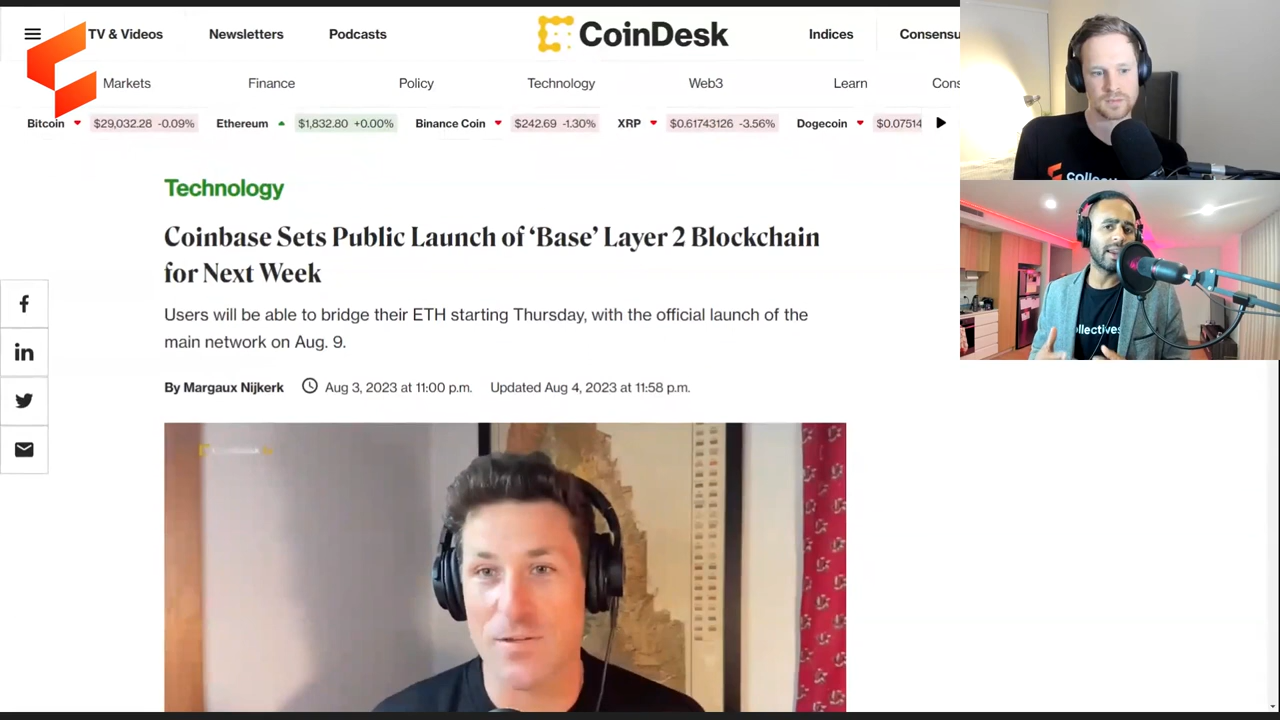 TV & Videos Newsletters Podcasts CoinDesk Indices Consensu
Markets Finance Policy Technology Web3 Learn Cons
Bitcoin $29,032.28 -0.09% Ethereum $1,832.80 +0.00% Binance Coin $242.69 -1.30% XRP $0.61743126 -3.56% Dogecoin $0.07514
Technology
Coinbase Sets Public Launch of ‘Base’ Layer 2 Blockchain
for Next Week
Users will be able to bridge their ETH starting Thursday, with the official launch of the
main network on Aug. 9.
By Margaux Nijkerk Aug 3, 2023 at 11:00 p.m. Updated Aug 4, 2023 at 11:58 p.m.
collecti
llectives